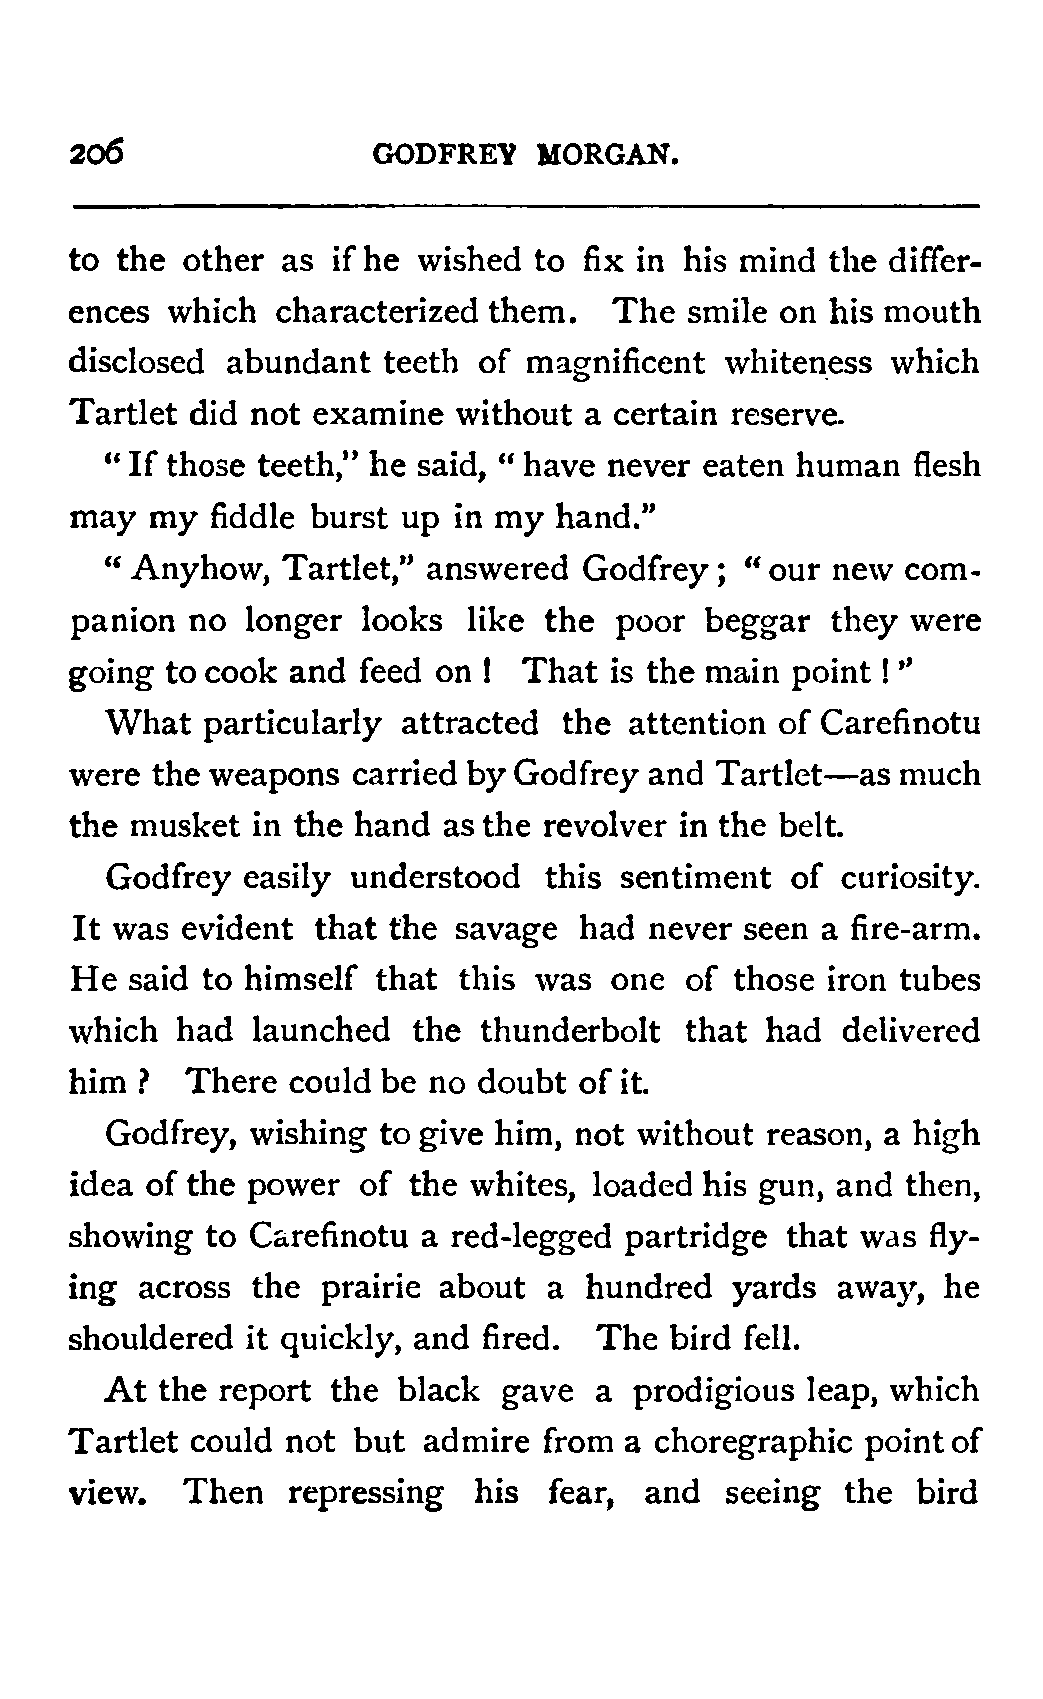 206 GODFREY MORGAN.
to the other as if he wished to fix in his mind the differ-
ences which characterized them. The smile on his mouth
disclosed abundant teeth of magnificent whiteness which
Tartlet did not examine without a certain reserve.
" If those teeth," he said, " have never eaten human flesh
may my fiddle burst up in my hand."
" Anyhow, Tartlet," answered Godfrey ; " our new com-
panion no longer looks like the poor beggar they were
going to cook and feed on ! That is the main point ! "
What particularly attracted the attention of Carefinotu
were the weapons carried by Godfrey and Tartlet—as much
the musket in the hand as the revolver in the belt.
Godfrey easily understood this sentiment of curiosity.
It was evident that the savage had never seen a fire-arm.
He said to himself that this was one of those iron tubes
which had launched the thunderbolt that had delivered
him ? There could be no doubt of it.
Godfrey, wishing to give him, not without reason, a high
idea of the power of the whites, loaded his gun, and then,
showing to Carefinotu a red-legged partridge that was fly-
ing across the prairie about a hundred yards away, he
shouldered it quickly, and fired. The bird fell.
At the report the black gave a prodigious leap, which
Tartlet could not but admire from a choregraphic point of
view. Then repressing his fear, and seeing the bird